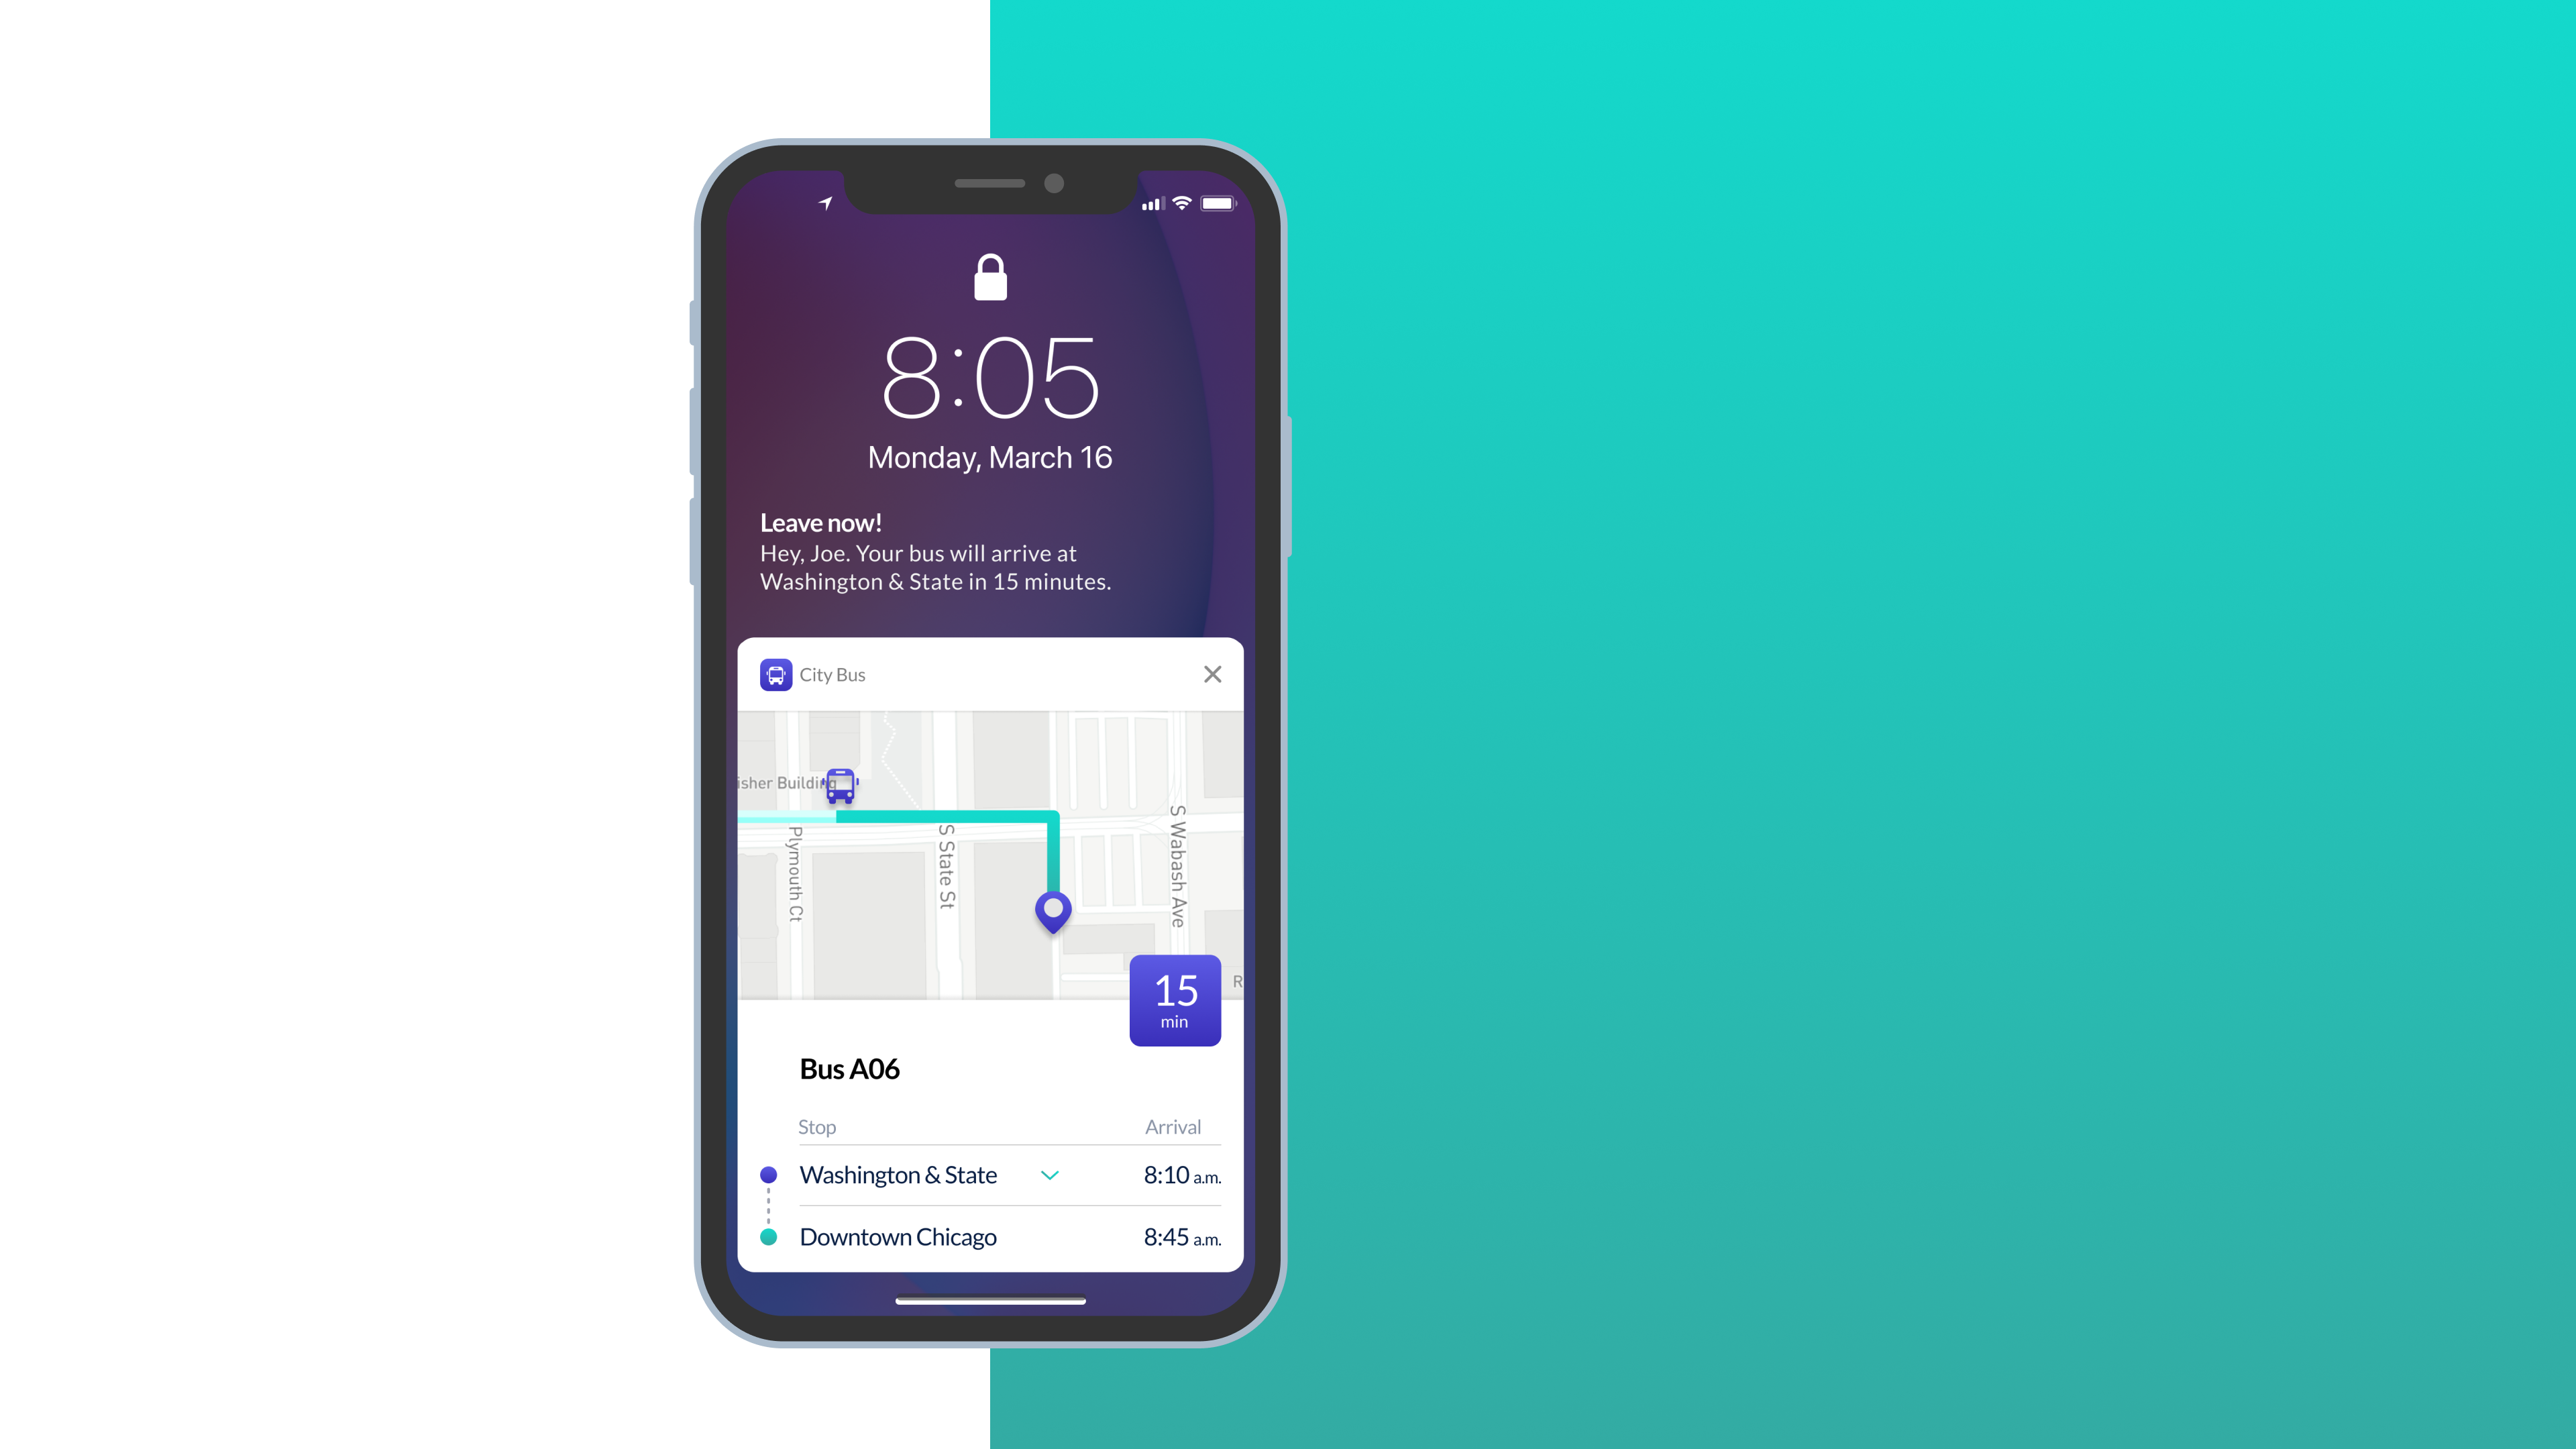 8:05
Monday, March 16
Leave now!
Hey, Joe. Your bus will arrive at
Washington & State in 15 minutes.
City Bus
isher Building
Plymouth Ct
S State St
S Wabash Ave
R
15
min
Bus A06
Stop Arrival
Washington & State 8:10 a.m.
Downtown Chicago 8:45 a.m.